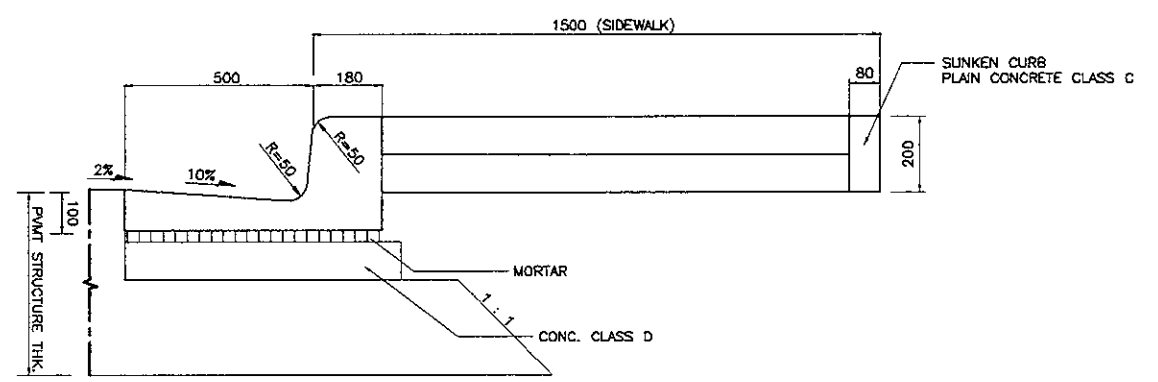 1500 (SIDEWALK)
500
180
80
SUNKEN CURB
PLAIN CONCRETE CLASS C
R=50
R=50
200
2%
10%
100
PVMT STRUCTURE THK.
MORTAR
1 : 1
CONC. CLASS D